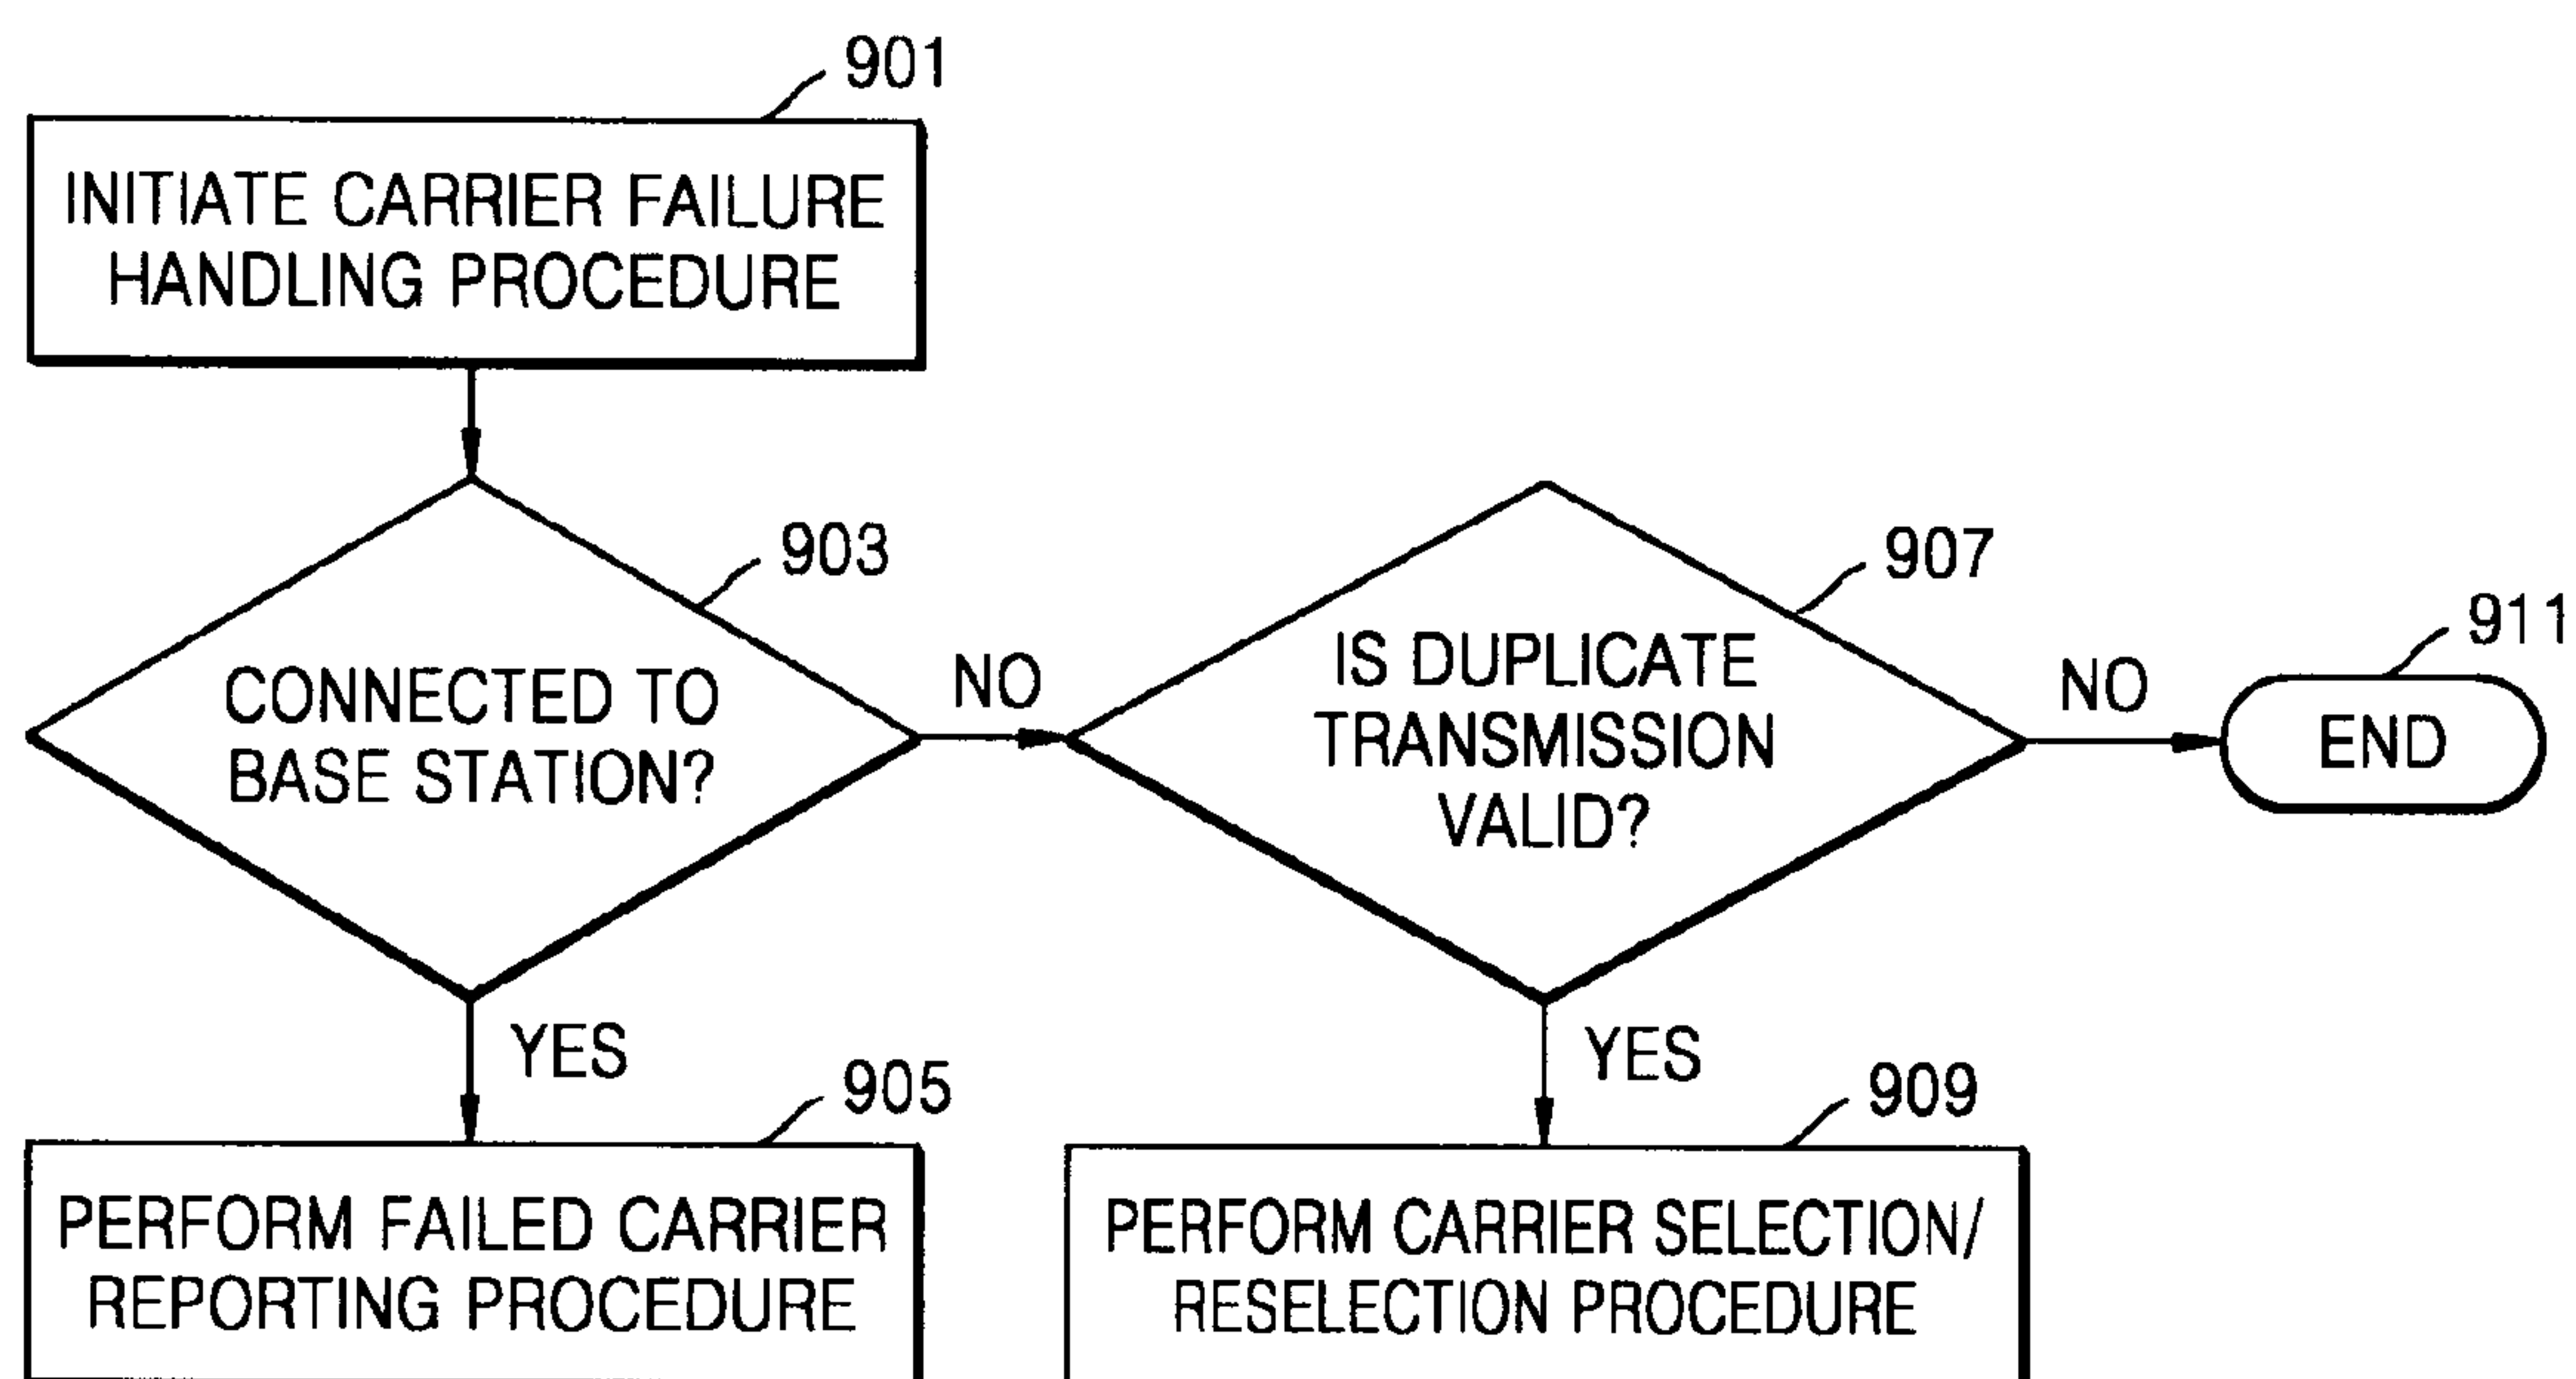 901
INITIATE CARRIER FAILURE
HANDLING PROCEDURE
903
CONNECTED TO
BASE STATION?
NO
907
IS DUPLICATE
TRANSMISSION
VALID?
NO
911
END
YES
905
PERFORM FAILED CARRIER
REPORTING PROCEDURE
YES
909
PERFORM CARRIER SELECTION/
RESELECTION PROCEDURE